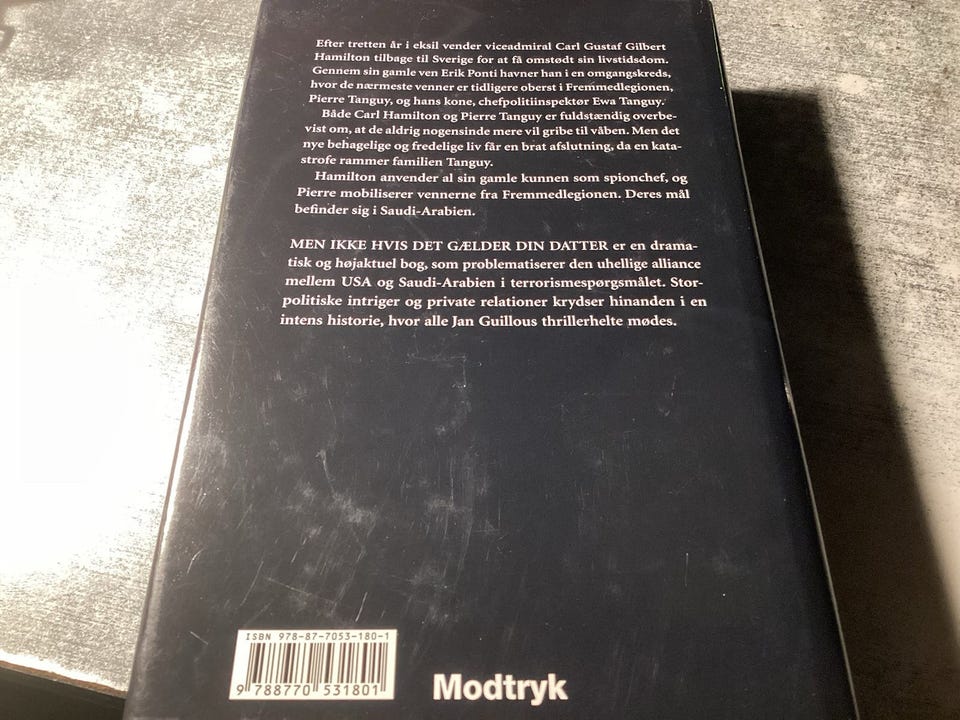 Efter tretten år i eksil vender viceadmiral Carl Gustaf Gilbert
Hamilton tilbage til Sverige for at få omstødt sin livstidsdom.
Gennem sin gamle ven Erik Ponti havner han i en omgangskreds,
hvor de nærmeste venner er tidligere oberst i Fremmedlegionen,
Pierre Tanguy, og hans kone, chefpolitiinspektør Ewa Tanguy.
Både Carl Hamilton og Pierre Tanguy er fuldstændig overbe-
vist om, at de aldrig nogensinde mere vil gribe til våben. Men det
nye behagelige og fredelige liv får en brat afslutning, da en kata-
strofe rammer familien Tanguy.
Hamilton anvender al sin gamle kunnen som spionchef, og
Pierre mobiliserer vennerne fra Fremmedlegionen. Deres mål
befinder sig i Saudi-Arabien.
MEN IKKE HVIS DET GÆLDER DIN DATTER er en drama-
tisk og højaktuel bog, som problematiserer den uhellige alliance
mellem USA og Saudi-Arabien i terrorismespørgsmålet. Stor-
politiske intriger og private relationer krydser hinanden i en
intens historie, hvor alle Jan Guillous thrillerhelte mødes.
ISBN 978-87-7053-180-1
9 788770 531801
Modtryk